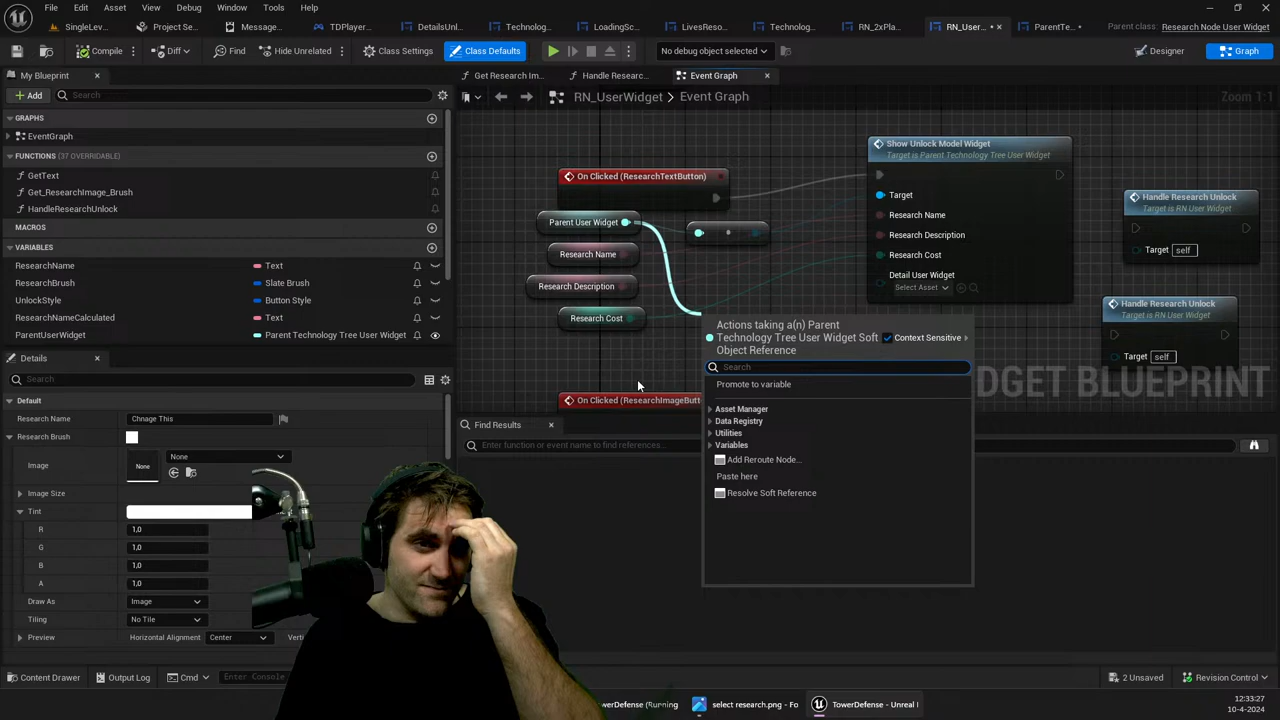 File Edit Asset View Debug Window Tools Help
SingleLev... Project Se... Message... TDPlayer... DetailsUnl... Technolog... LoadingSc... LivesReso... Technolog... RN_2xPla... RN_User... • ParentTe... • Parent class: Research Node User Widget
Compile Diff Find Hide Unrelated Class Settings Class Defaults No debug object selected Designer Graph
My Blueprint Get Research Im... Handle Researc... Event Graph
Add Search RN_UserWidget > Event Graph Zoom 1:1
GRAPHS
EventGraph
FUNCTIONS (37 OVERRIDABLE)
GetText
Get_ResearchImage_Brush
HandleResearchUnlock
MACROS
VARIABLES
ResearchName Text
ResearchBrush Slate Brush
UnlockStyle Button Style
ResearchNameCalculated Text
ParentUserWidget Parent Technology Tree User Widget
Details
Search
Default
Research Name Chnage This
Research Brush
Image None None
Image Size
Tint
R 1,0
G 1,0
B 1,0
A 1,0
Draw As Image
Tiling No Tile
Preview Horizontal Alignment Center Verti
On Clicked (ResearchTextButton)
Parent User Widget
Research Name
Research Description
Research Cost
On Clicked (ResearchImageButt
Show Unlock Model Widget
Target is Parent Technology Tree User Widget
Target
Research Name
Research Description
Research Cost
Detail User Widget
Select Asset
Handle Research Unlock
Target is RN User Widget
Target self
Handle Research Unlock
Target is RN User Widget
Target self
DGET BLUEPRINT
Actions taking a(n) Parent
Technology Tree User Widget Soft
Object Reference
Context Sensitive
Search
Promote to variable
Asset Manager
Data Registry
Utilities
Variables
Add Reroute Node...
Paste here
Resolve Soft Reference
Find Results
Enter function or event name to find references...
Content Drawer Output Log Cmd Enter Console 2 Unsaved Revision Control
TowerDefense (Running select research.png - Fo TowerDefense - Unreal
12:33:27
10-4-2024